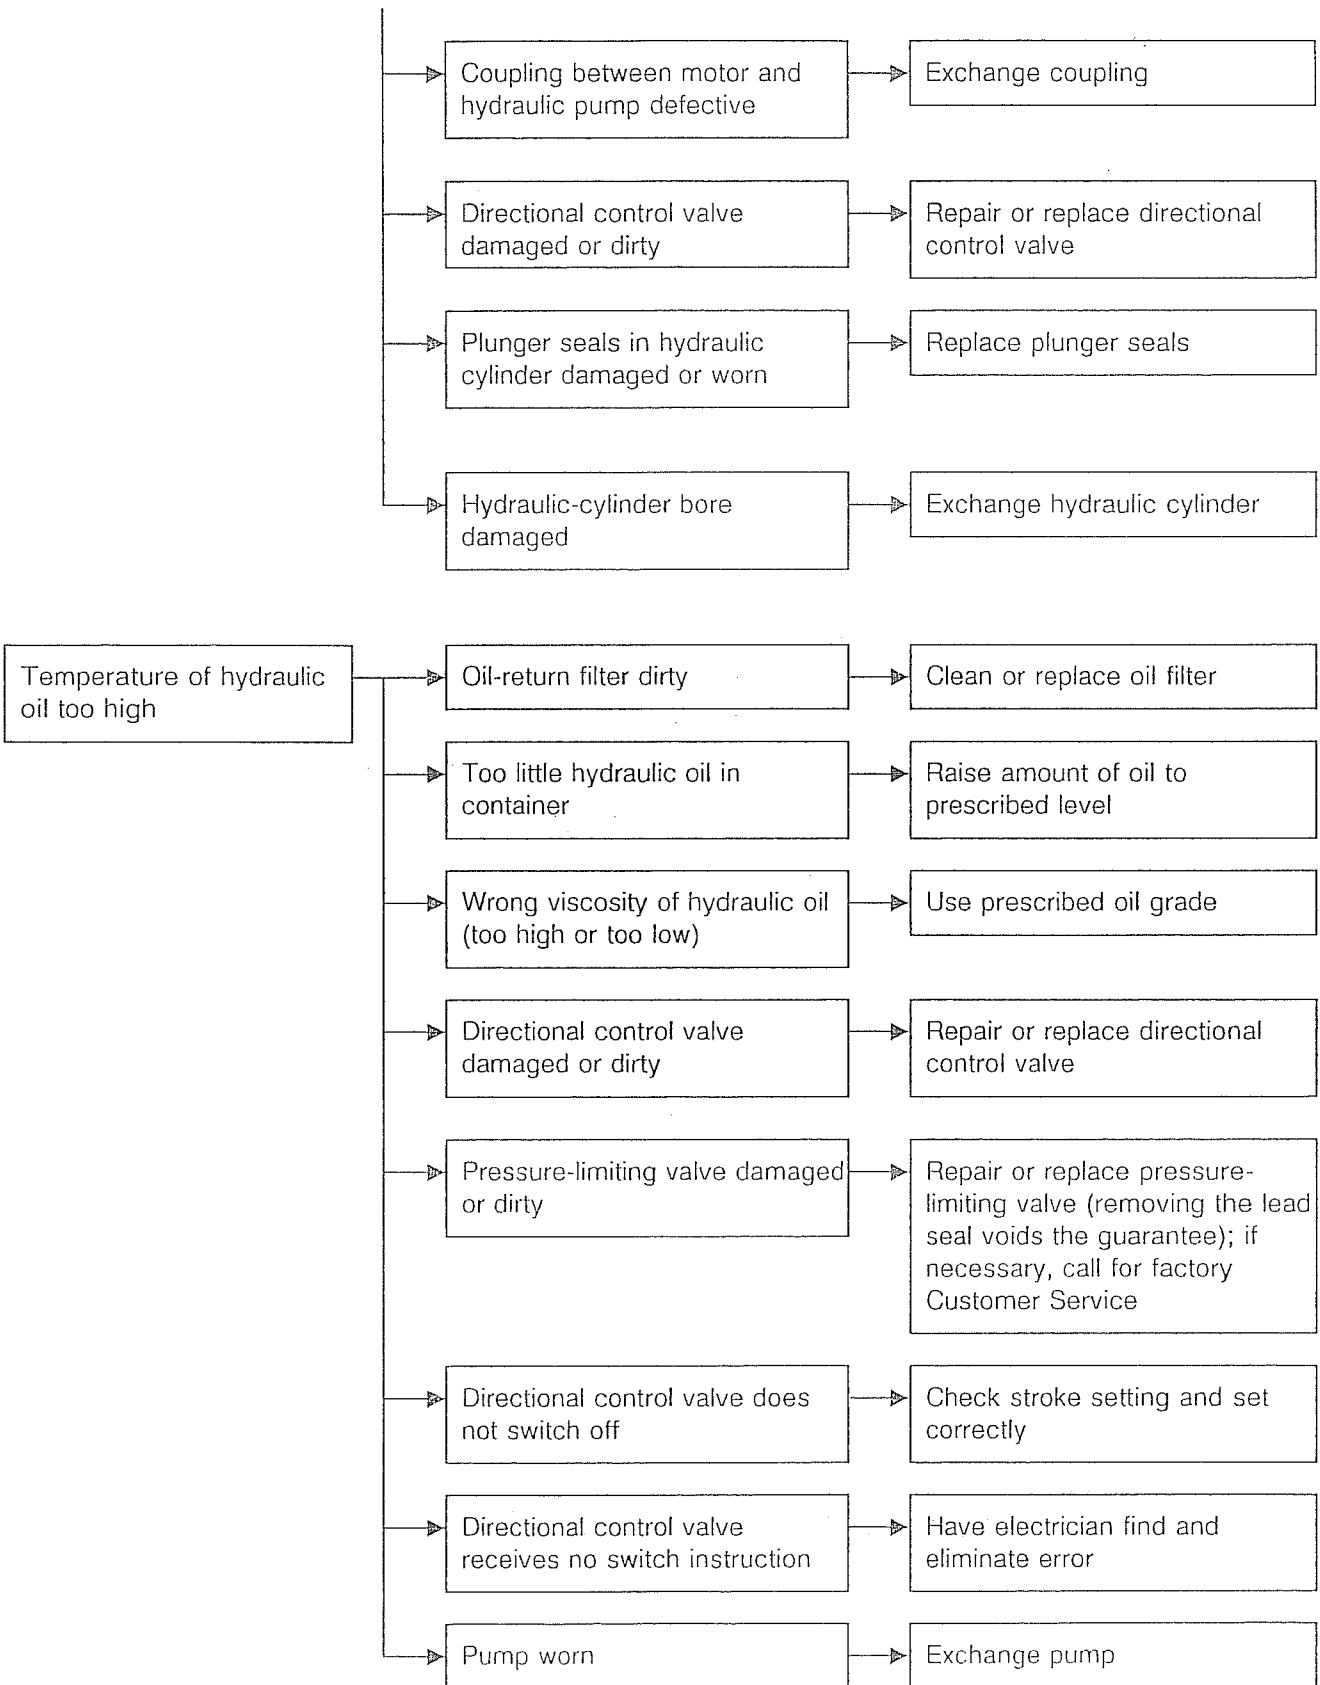 Coupling between motor and
hydraulic pump defective
Exchange coupling
Directional control valve
damaged or dirty
Repair or replace directional
control valve
Plunger seals in hydraulic
cylinder damaged or worn
Replace plunger seals
Hydraulic-cylinder bore
damaged
Exchange hydraulic cylinder
Temperature of hydraulic
oil too high
Oil-return filter dirty
Clean or replace oil filter
Too little hydraulic oil in
container
Raise amount of oil to
prescribed level
Wrong viscosity of hydraulic oil
(too high or too low)
Use prescribed oil grade
Directional control valve
damaged or dirty
Repair or replace directional
control valve
Pressure-limiting valve damaged
or dirty
Repair or replace pressure-
limiting valve (removing the lead
seal voids the guarantee); if
necessary, call for factory
Customer Service
Directional control valve does
not switch off
Check stroke setting and set
correctly
Directional control valve
receives no switch instruction
Have electrician find and
eliminate error
Pump worn
Exchange pump